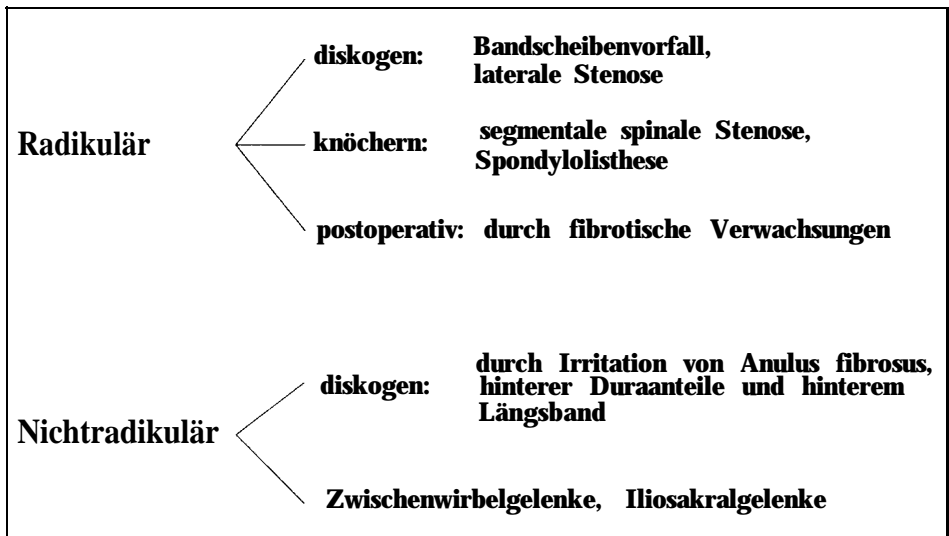 diskogen: Bandscheibenvorfall,
laterale Stenose
Radikulär knöchern: segmentale spinale Stenose,
Spondylolisthese
postoperativ: durch fibrotische Verwachsungen
durch Irritation von Anulus fibrosus,
diskogen: hinterer Duraanteile und hinterem
Längsband
Nichtradikulär
Zwischenwirbelgelenke, Iliosakralgelenke